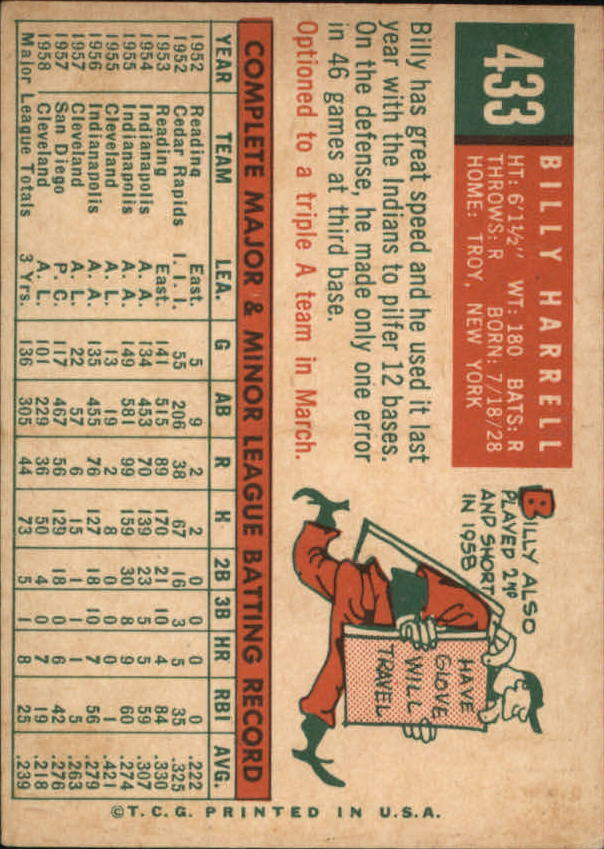 433
BILLY HARRELL
HT: 6'1½" WT: 180 BATS: R
THROWS: R BORN: 7/18/28
HOME: TROY, NEW YORK
Billy has great speed and he used it last
year with the Indians to pilfer 12 bases.
On the defense, he made only one error
in 46 games at third base.
Optioned to a triple A team in March.
BILLY ALSO
PLAYED 2ND
AND SHORT
IN 1958
HAVE
GLOVE
WILL
TRAVEL
COMPLETE MAJOR & MINOR LEAGUE BATTING RECORD
YEAR TEAM LEA. G AB R H 2B 3B HR RBI AVG.
1952 Reading East. 5 9 2 2 0 0 0 0 .222
1952 Cedar Rapids I. I. I. 55 206 38 67 16 3 5 35 .325
1953 Reading East. 141 515 89 170 21 10 4 84 .330
1954 Indianapolis A. A. 134 453 70 139 23 5 5 59 .307
1955 Indianapolis A. A. 149 581 99 159 30 8 9 60 .274
1955 Cleveland A. L. 13 19 2 8 0 0 0 1 .421
1956 Indianapolis A. A. 135 455 76 127 18 10 7 56 .279
1957 Cleveland A. L. 22 57 6 15 1 1 1 5 .263
1957 San Diego P. C. 117 467 56 129 18 0 6 42 .276
1958 Cleveland A. L. 101 229 36 50 4 0 7 19 .218
Major League Totals 3 Yrs. 136 305 44 73 5 1 8 25 .239
©T. C. G. PRINTED IN U.S.A.